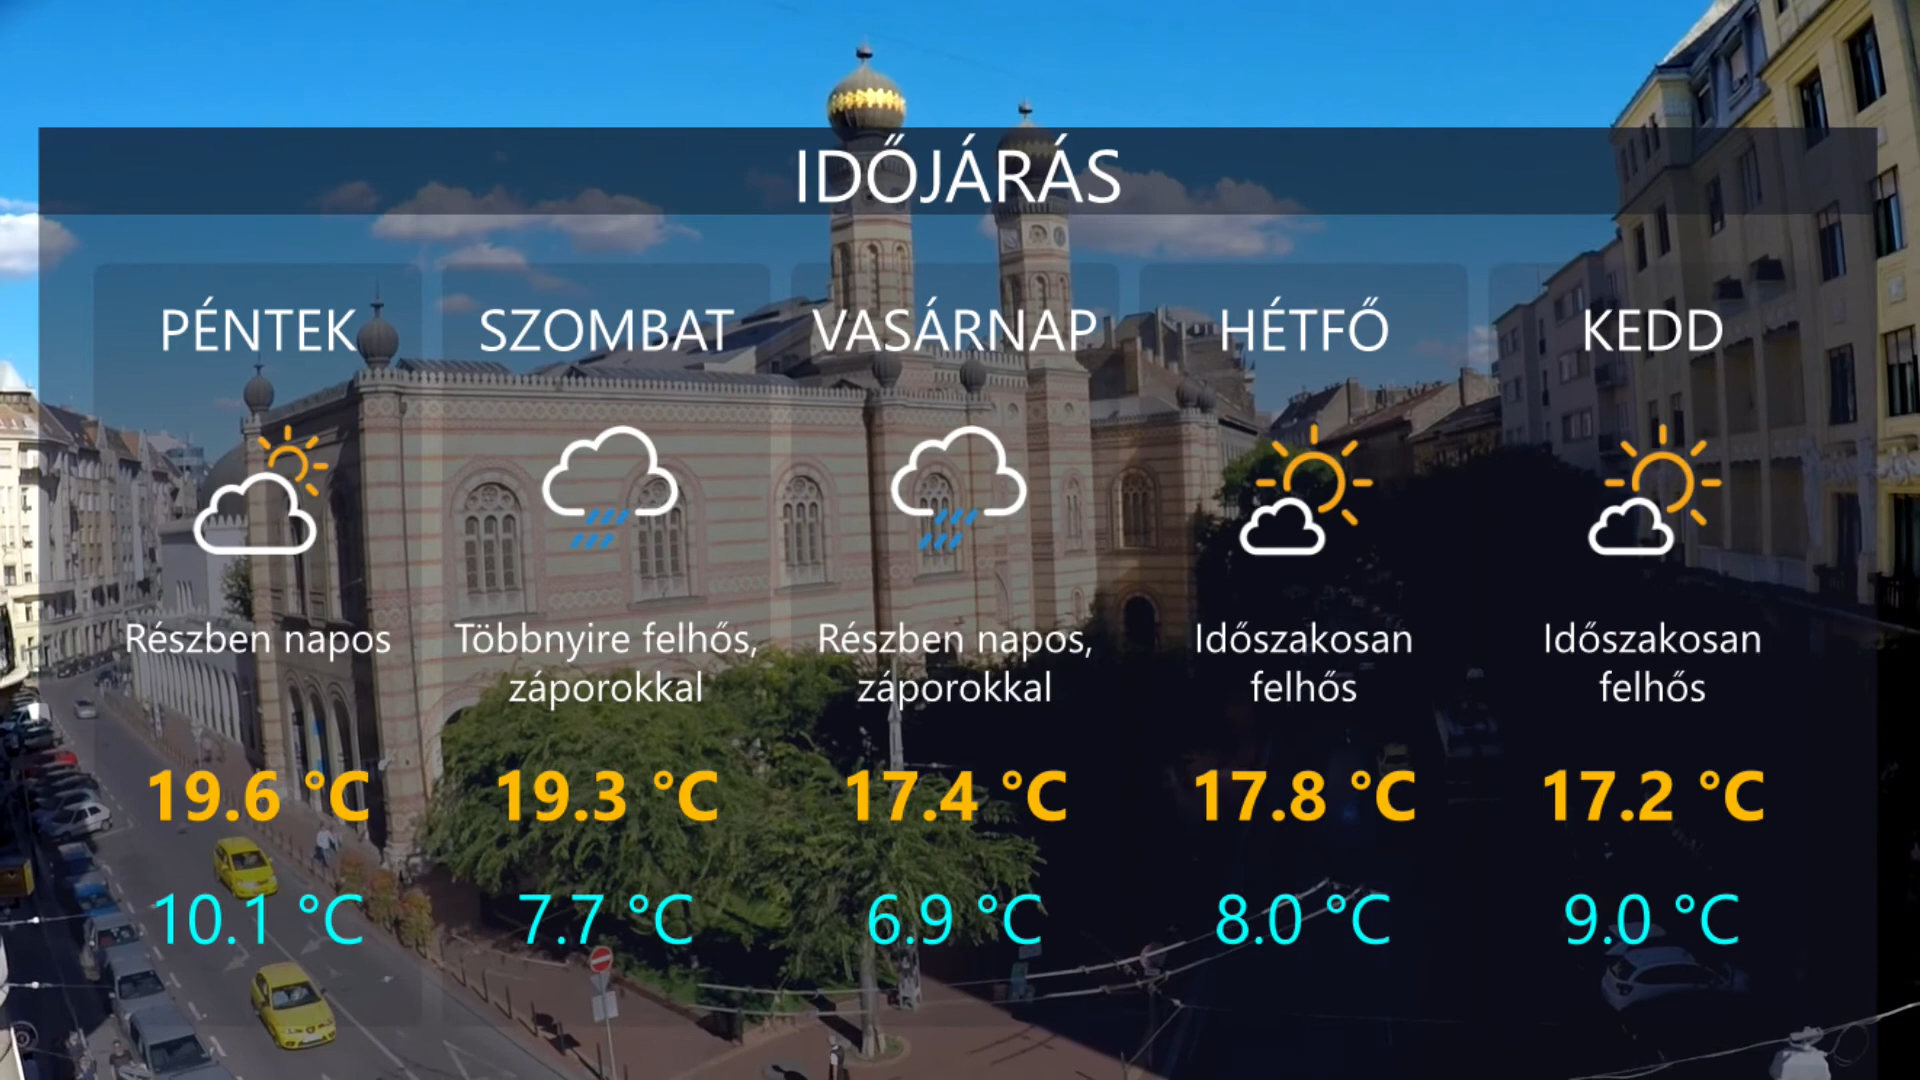 IDŐJÁRÁS
PÉNTEK
Részben napos
19.6 °C
10.1 °C
SZOMBAT
Többnyire felhős,
záporokkal
19.3 °C
7.7 °C
VASÁRNAP
Részben napos,
záporokkal
17.4 °C
6.9 °C
HÉTFŐ
Időszakosan
felhős
17.8 °C
8.0 °C
KEDD
Időszakosan
felhős
17.2 °C
9.0 °C